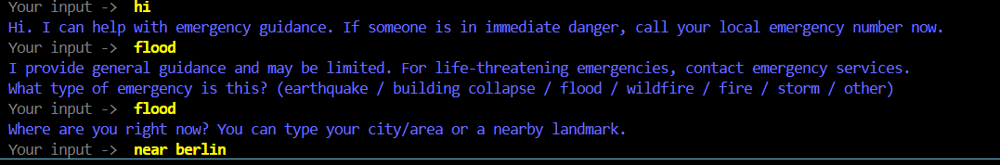 Your input -> hi
Hi. I can help with emergency guidance. If someone is in immediate danger, call your local emergency number now.
Your input -> flood
I provide general guidance and may be limited. For life-threatening emergencies, contact emergency services.
What type of emergency is this? (earthquake / building collapse / flood / wildfire / fire / storm / other)
Your input -> flood
Where are you right now? You can type your city/area or a nearby landmark.
Your input -> near berlin